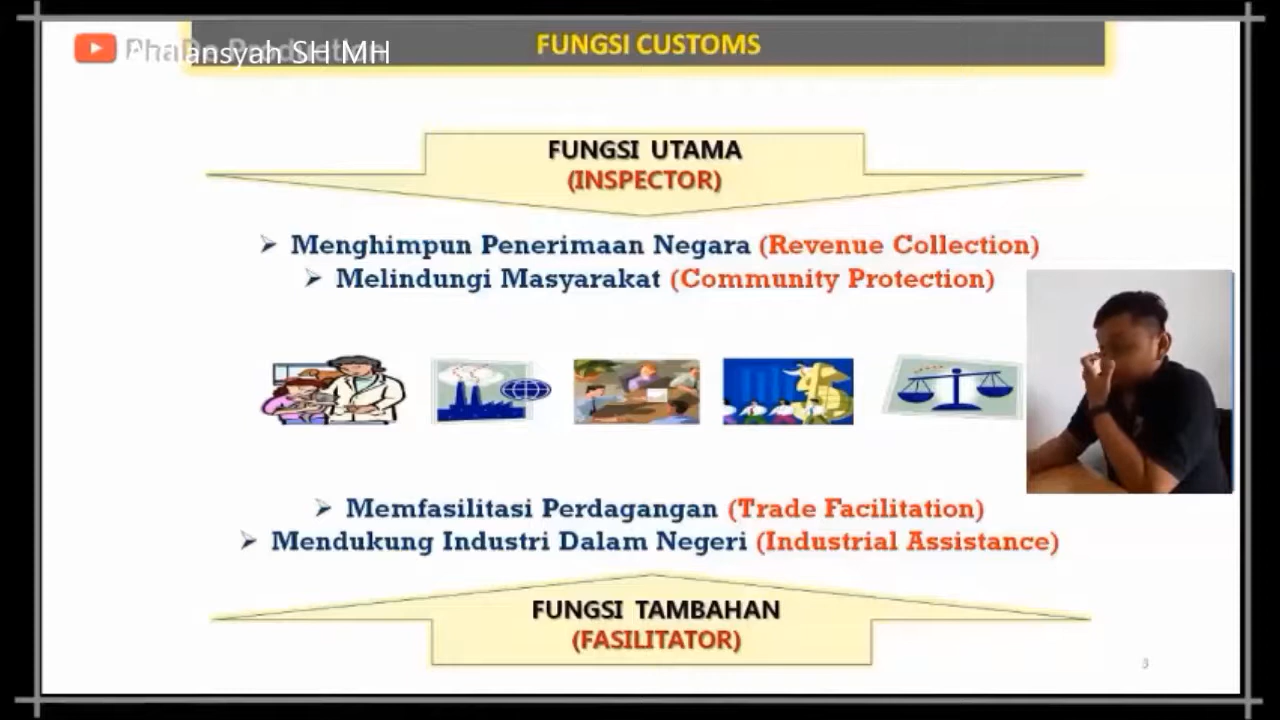 FUNGSI CUSTOMS
SH MH
FUNGSI UTAMA
(INSPECTOR)
Menghimpun Penerimaan Negara (Revenue Collection)
Melindungi Masyarakat (Community Protection)
Memfasilitasi Perdagangan (Trade Facilitation)
Mendukung Industri Dalam Negeri (Industrial Assistance)
FUNGSI TAMBAHAN
(FASILITATOR)